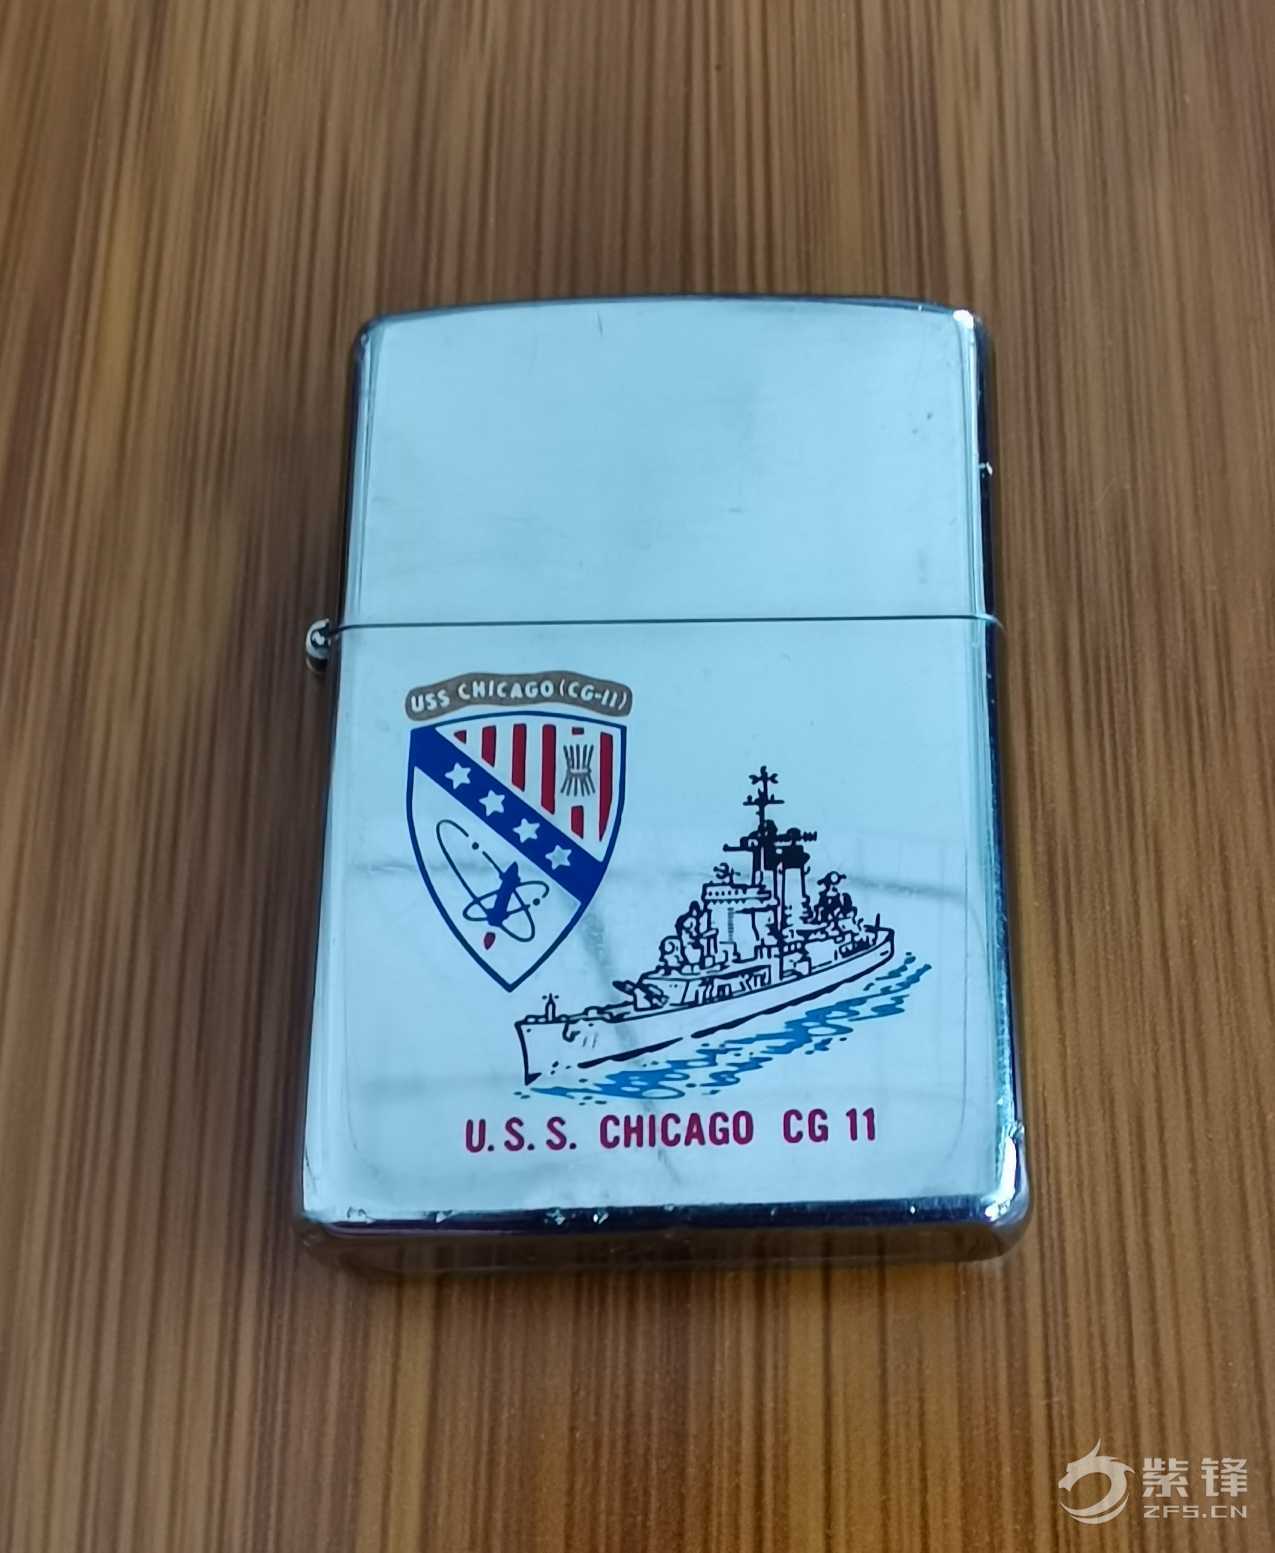 USS CHICAGO (CG-11)
U.S.S. CHICAGO CG 11
紫锋
ZFS.CN